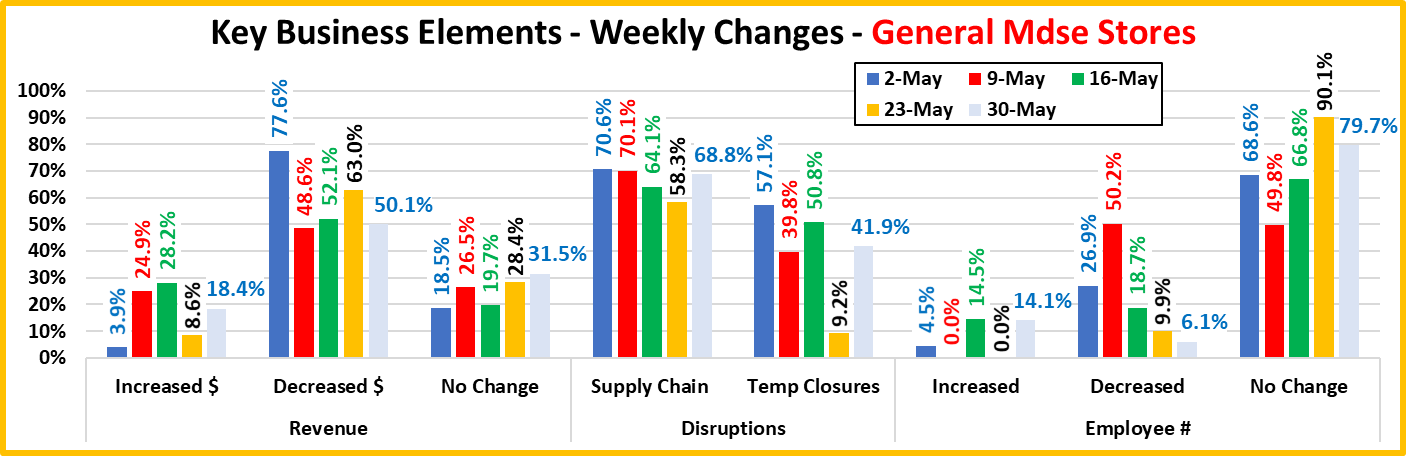 Key Business Elements - Weekly Changes - General Mdse Stores
2-May 9-May 16-May
23-May 30-May
100%
90%
80%
70%
60%
50%
40%
30%
20%
10%
0%
3.9% 24.9% 28.2% 8.6% 18.4%
77.6% 48.6% 52.1% 63.0% 50.1%
18.5% 26.5% 19.7% 28.4% 31.5%
70.6% 70.1% 64.1% 58.3% 68.8%
57.1% 39.8% 50.8% 9.2% 41.9%
4.5% 0.0% 14.5% 0.0% 14.1%
26.9% 50.2% 18.7% 9.9% 6.1%
68.6% 49.8% 66.8% 90.1% 79.7%
Increased $ Decreased $ No Change Supply Chain Temp Closures Increased Decreased No Change
Revenue Disruptions Employee #